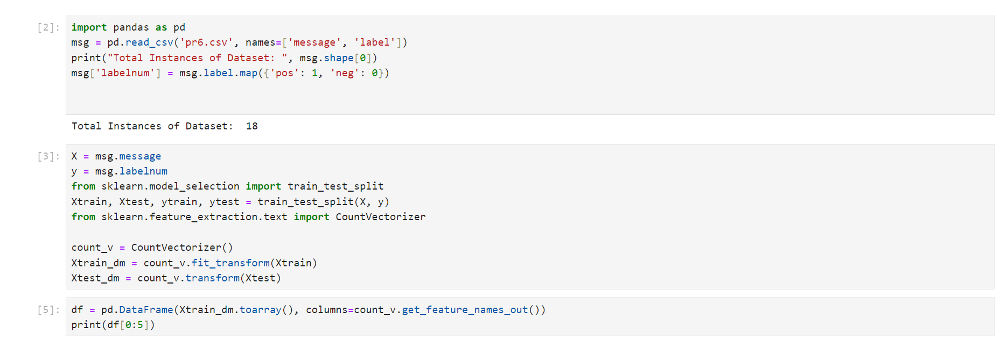 [2]:
import pandas as pd
msg = pd.read_csv('pr6.csv', names=['message', 'label'])
print("Total Instances of Dataset: ", msg.shape[0])
msg['labelnum'] = msg.label.map({'pos': 1, 'neg': 0})
Total Instances of Dataset:  18
[3]:
X = msg.message
y = msg.labelnum
from sklearn.model_selection import train_test_split
Xtrain, Xtest, ytrain, ytest = train_test_split(X, y)
from sklearn.feature_extraction.text import CountVectorizer
count_v = CountVectorizer()
Xtrain_dm = count_v.fit_transform(Xtrain)
Xtest_dm = count_v.transform(Xtest)
[5]:
df = pd.DataFrame(Xtrain_dm.toarray(), columns=count_v.get_feature_names_out())
print(df[0:5])